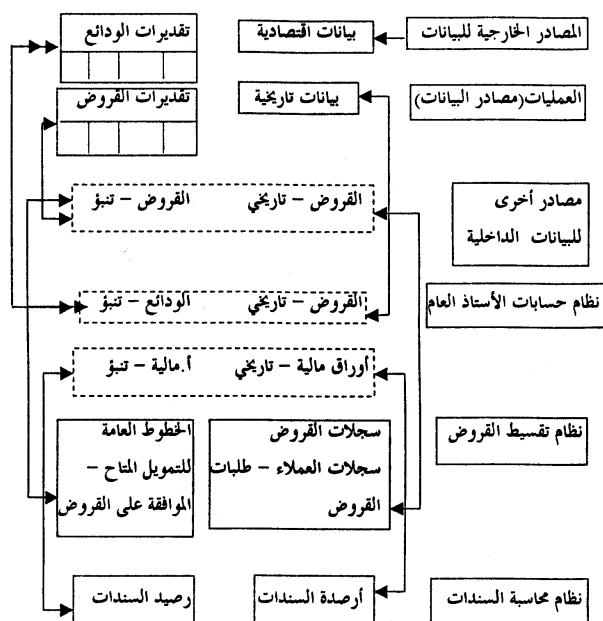 المصادر الخارجية للبيانات
بيانات اقتصادية
تقديرات الودائع
العمليات(مصادر البيانات)
بيانات تاريخية
تقديرات القروض
مصادر أخرى
للبيانات الداخلية
القروض – تاريخي
القروض – تنبؤ
نظام حسابات الأستاذ العام
القروض – تاريخي
الودائع – تنبؤ
أوراق مالية – تاريخي
أ.مالية – تنبؤ
نظام تقسيط القروض
سجلات القروض
سجلات العملاء – طلبات
القروض
الخطوط العامة
للتمويل المتاح –
الموافقة على القروض
نظام محاسبة السندات
أرصدة السندات
رصيد السندات